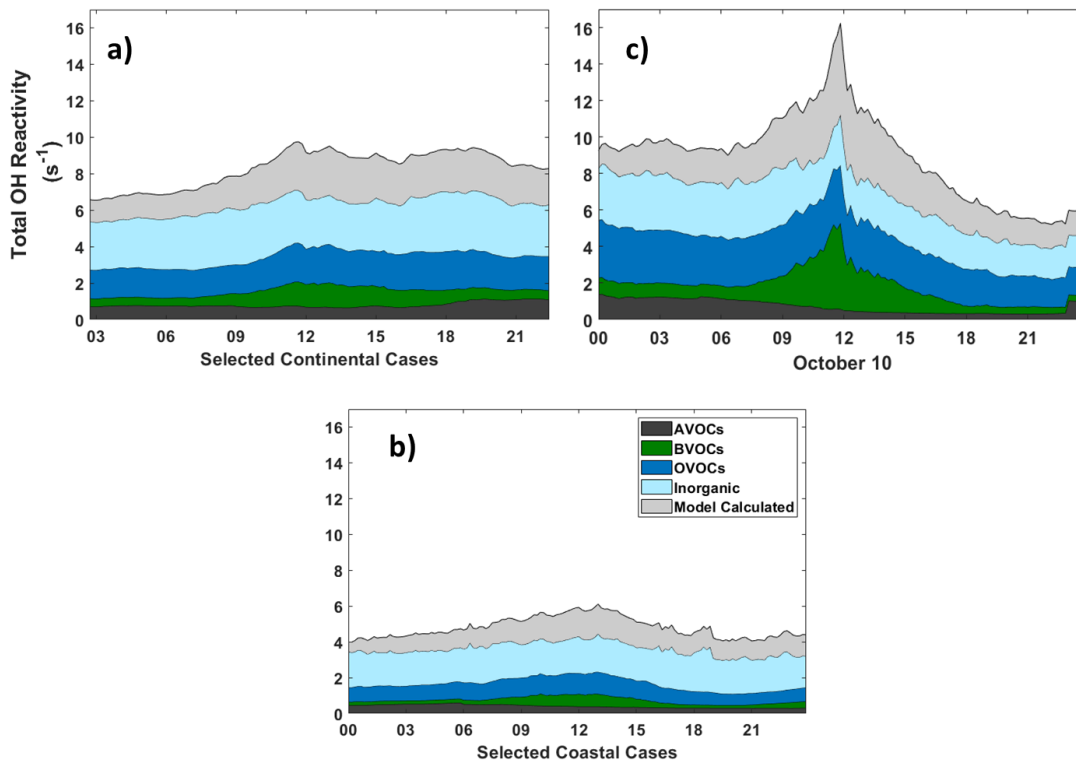 a)
16
14
12
10
8
6
4
2
0
03 06 09 12 15 18 21
Selected Continental Cases
Total OH Reactivity
(s⁻¹)
c)
16
14
12
10
8
6
4
2
0
00 03 06 09 12 15 18 21
October 10
b)
16
14
12
10
8
6
4
2
0
00 03 06 09 12 15 18 21
Selected Coastal Cases
AVOCs
BVOCs
OVOCs
Inorganic
Model Calculated